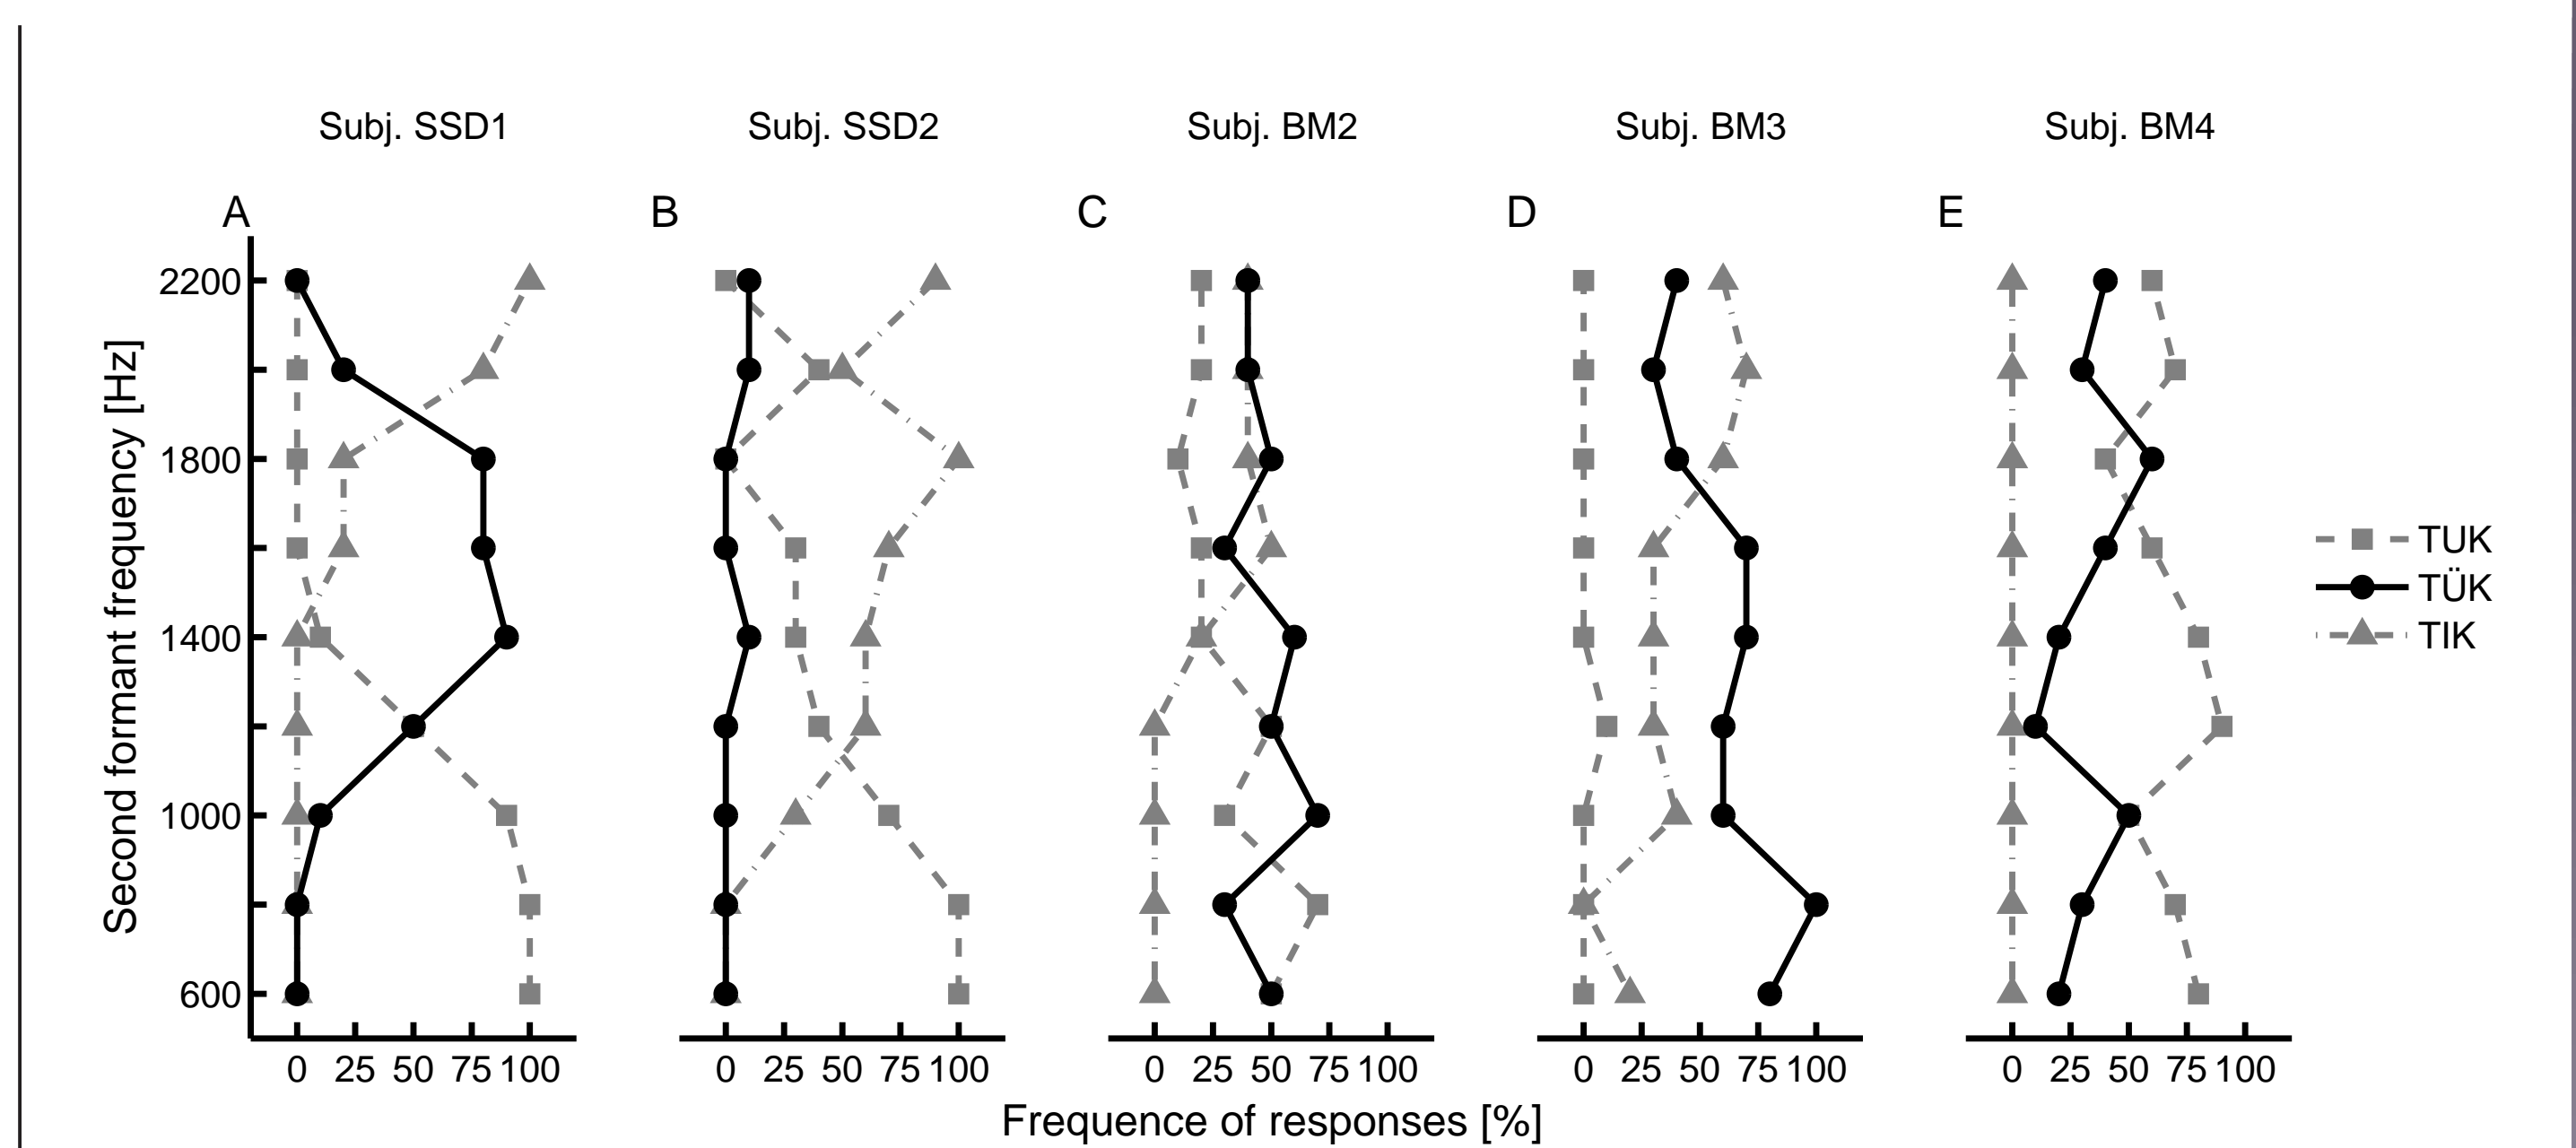 Subj. SSD1 Subj. SSD2 Subj. BM2 Subj. BM3 Subj. BM4
A B C D E
Second formant frequency [Hz]
2200
1800
1400
1000
600
TUK
TÜK
TIK
0 25 50 75 100 0 25 50 75 100 0 25 50 75 100 0 25 50 75 100 0 25 50 75 100
Frequence of responses [%]